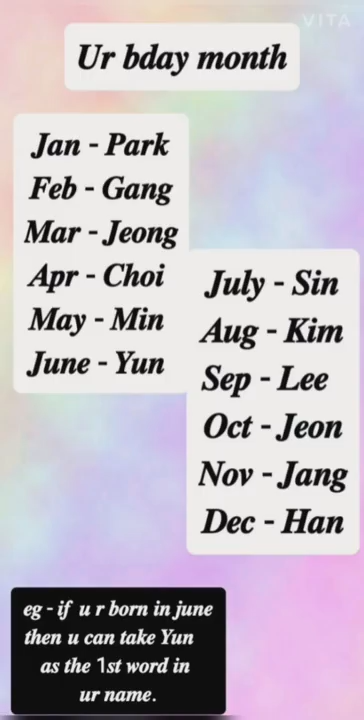 VITA
Ur bday month
Jan - Park
Feb - Gang
Mar - Jeong
Apr - Choi
May - Min
June - Yun
July - Sin
Aug - Kim
Sep - Lee
Oct - Jeon
Nov - Jang
Dec - Han
eg - if u r born in june
then u can take Yun
as the 1st word in
ur name.